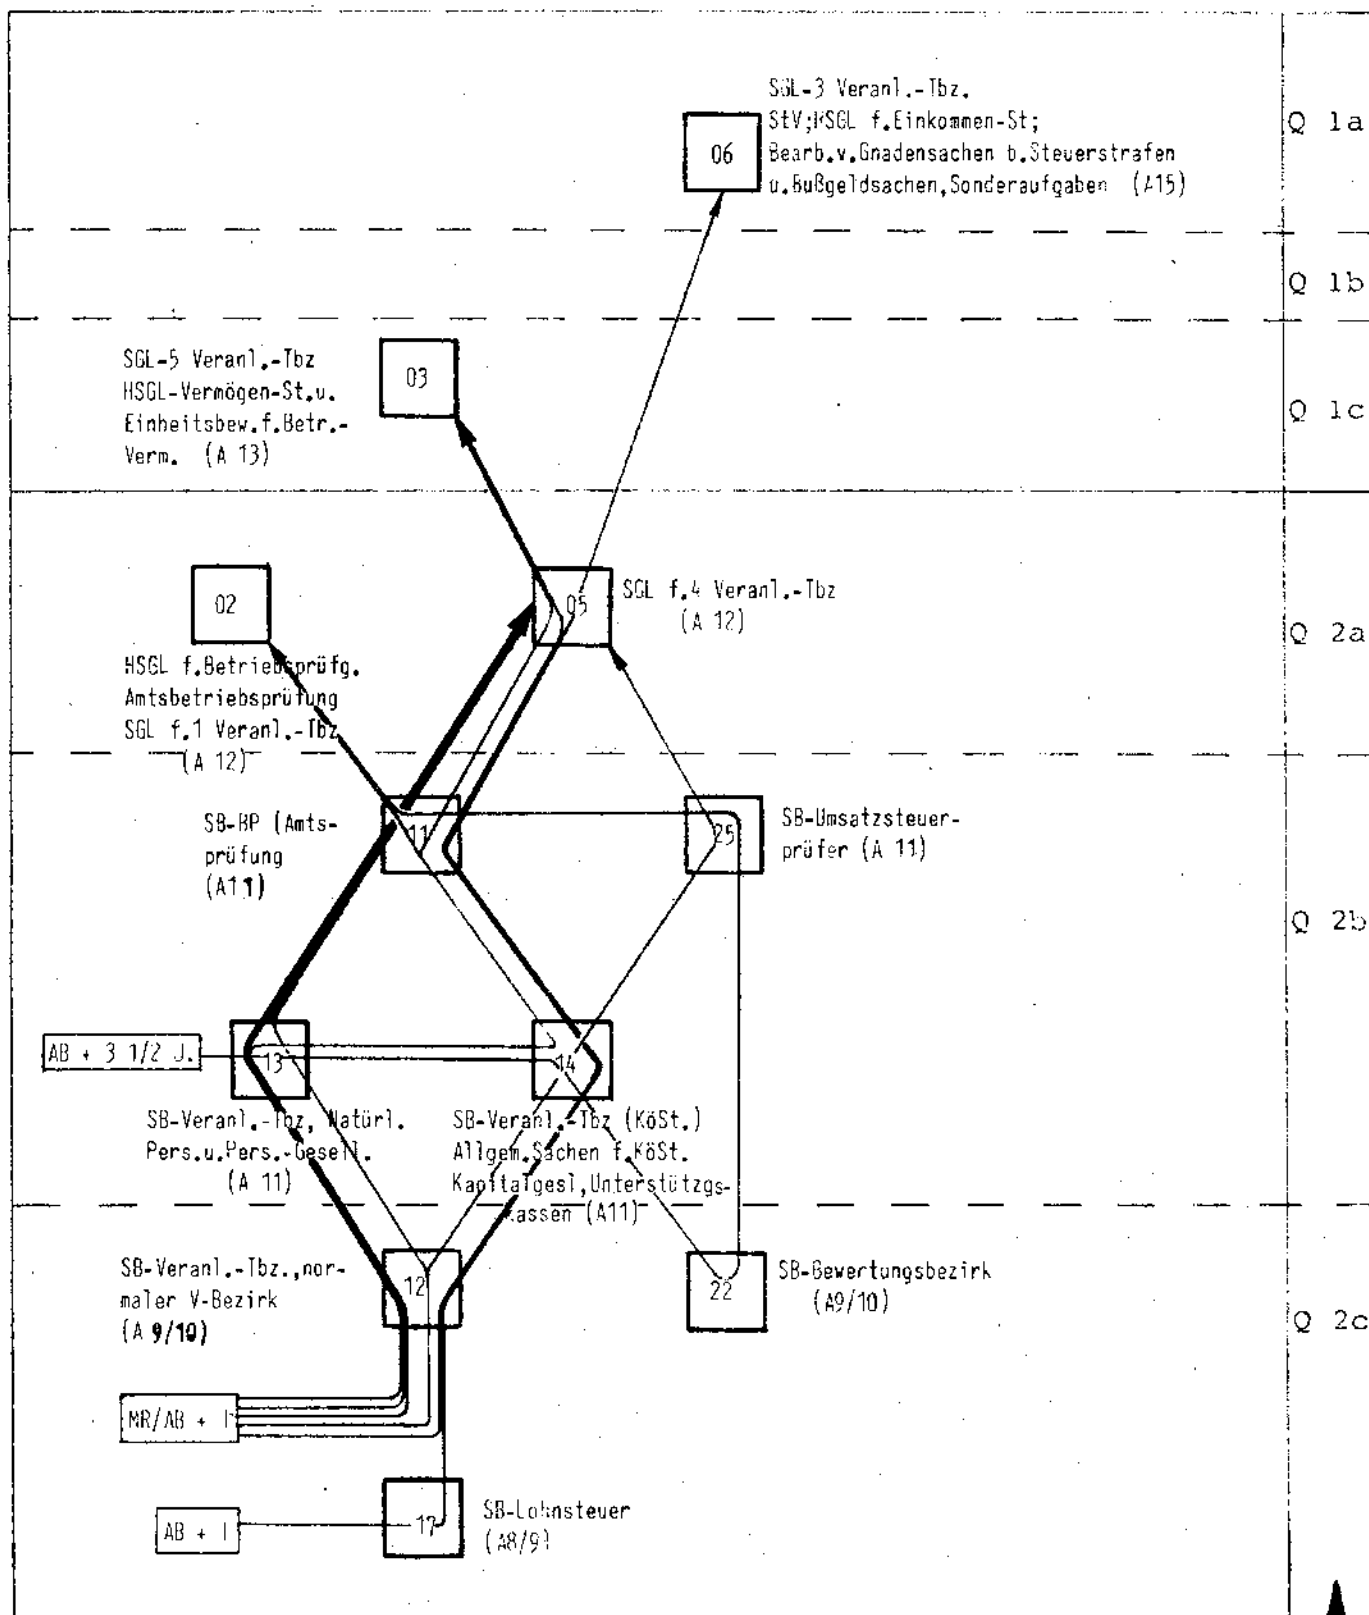 SGL-3 Veranl.-Tbz.
StV;HSGL f.Einkommen-St;
06
Bearb.v.Gnadensachen b.Steuerstrafen
u.Bußgeldsachen,Sonderaufgaben (A15)
Q 1a
Q 1b
SGL-5 Veranl.-Tbz
HSGL-Vermögen-St.u.
Einheitsbew.f.Betr.-
Verm. (A 13)
03
Q 1c
02
HSGL f.Betriebsprüfg.
Amtsbetriebsprüfung
SGL f.1 Veranl.-Tbz
(A 12)
05
SGL f.4 Veranl.-Tbz
(A 12)
Q 2a
SB-BP (Amts-
prüfung
(A11)
11
25
SB-Umsatzsteuer-
prüfer (A 11)
Q 2b
AB + 3 1/2 J.
13
14
SB-Veranl.-Tbz, Natürl.
Pers.u.Pers.-Gesell.
(A 11)
SB-Veranl.-Tbz (KöSt.)
Allgem.Sachen f.KöSt.
Kapitalgesl,Unterstützgs-
kassen (A11)
SB-Veranl.-Tbz.,nor-
maler V-Bezirk
(A 9/10)
12
22
SB-Bewertungsbezirk
(A9/10)
Q 2c
MR/AB + I
AB + I
17
SB-Lohnsteuer
(A8/9)